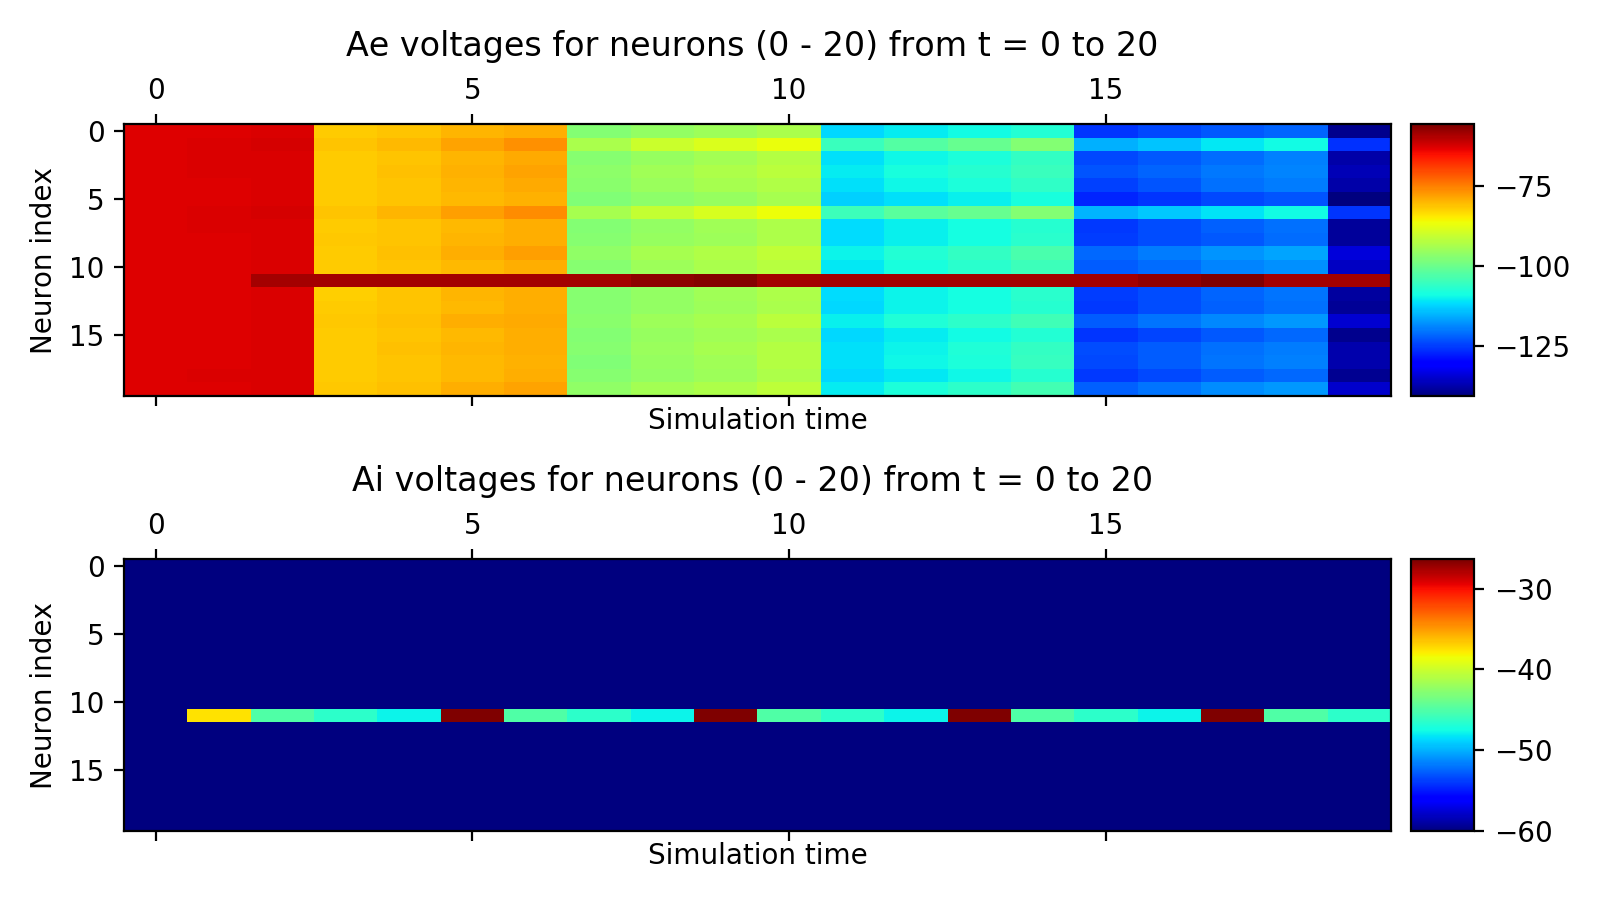 Ae voltages for neurons (0 - 20) from t = 0 to 20
0 5 10 15
Neuron index
0
5
10
15
−75
−100
−125
Simulation time
Ai voltages for neurons (0 - 20) from t = 0 to 20
0 5 10 15
Neuron index
0
5
10
15
−30
−40
−50
−60
Simulation time